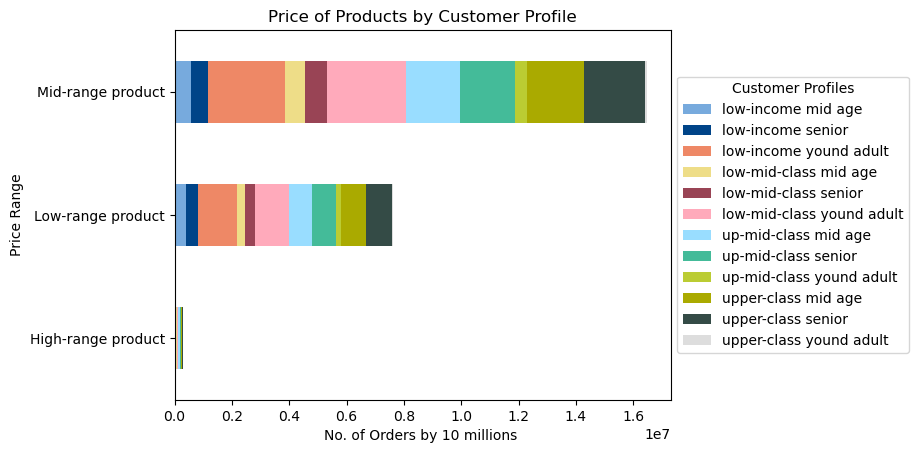 Price of Products by Customer Profile
Price Range
Mid-range product
Low-range product
High-range product
0.0 0.2 0.4 0.6 0.8 1.0 1.2 1.4 1.6
1e7
No. of Orders by 10 millions
Customer Profiles
low-income mid age
low-income senior
low-income yound adult
low-mid-class mid age
low-mid-class senior
low-mid-class yound adult
up-mid-class mid age
up-mid-class senior
up-mid-class yound adult
upper-class mid age
upper-class senior
upper-class yound adult